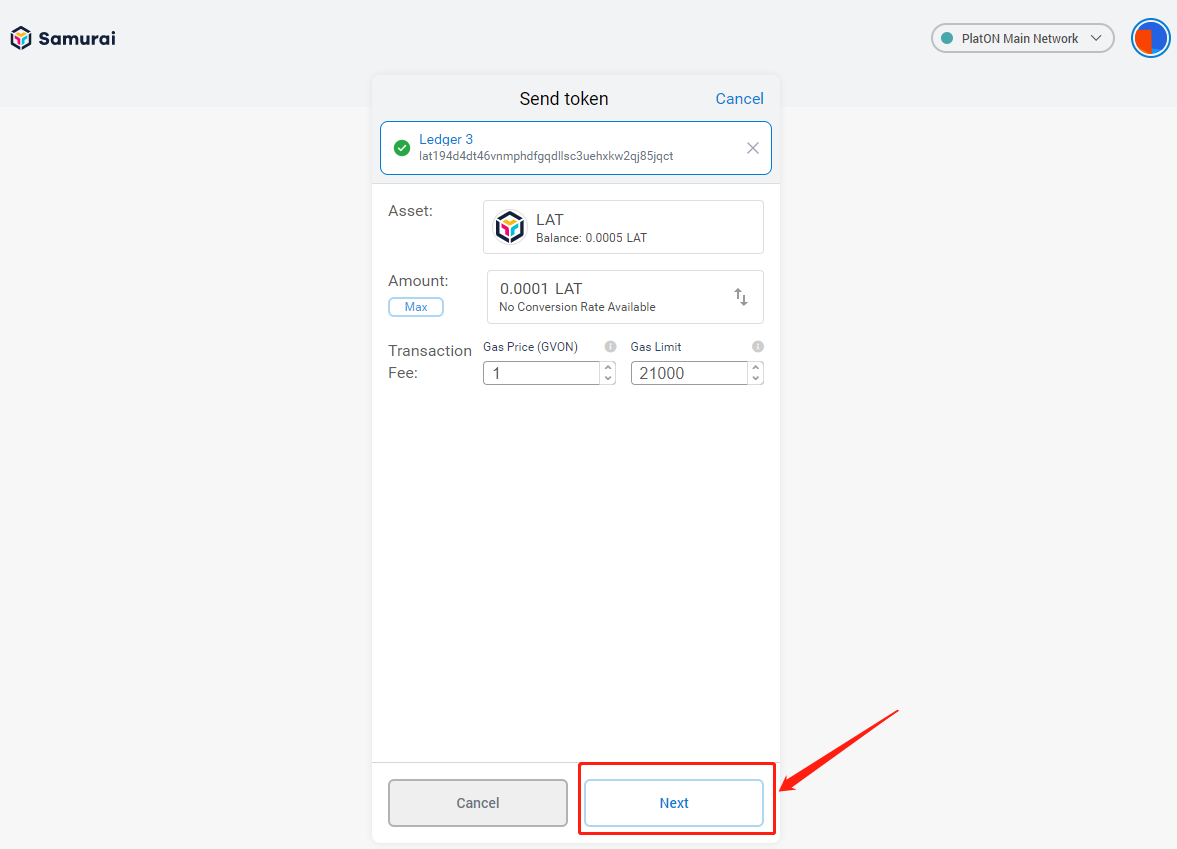 Samurai
PlatON Main Network
Send token
Cancel
Ledger 3
lat194d4dt46vnmphdfgqdllsc3uehxkw2qj85jqct
Asset:
LAT
Balance: 0.0005 LAT
Amount:
Max
0.0001 LAT
No Conversion Rate Available
Transaction
Fee:
Gas Price (GVON)
1
Gas Limit
21000
Cancel
Next